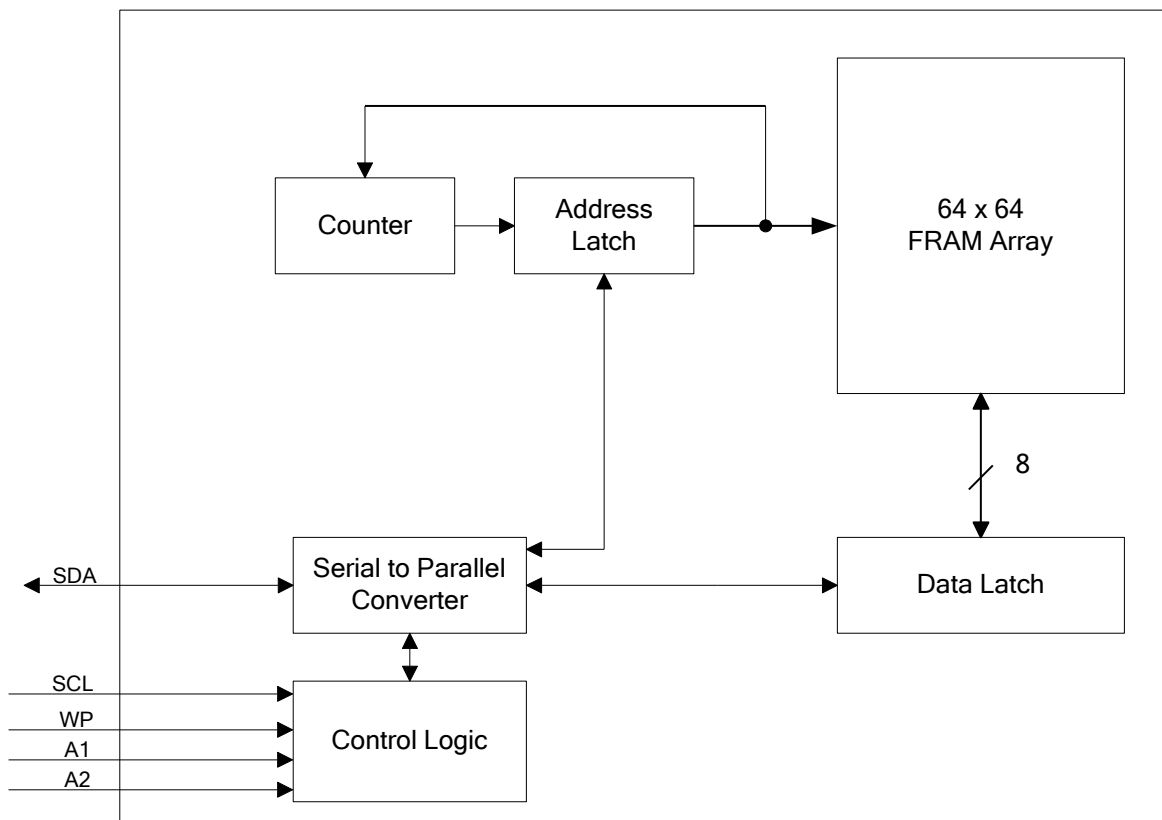 Counter
Address
Latch
64 x 64
FRAM Array
8
SDA
Serial to Parallel
Converter
Data Latch
SCL
WP
A1
A2
Control Logic